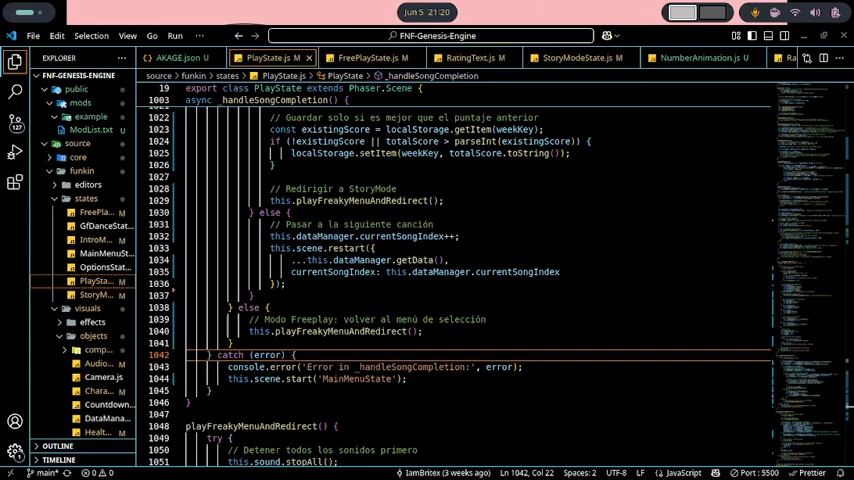 Jun 5 21:20
File Edit Selection View Go Run ···
FNF-Genesis-Engine
EXPLORER ···
AKAGE.json U
PlayState.js M
FreePlayState.js M
RatingText.js M
StoryModeState.js M
NumberAnimation.js U
Ra
source > funkin > states > PlayState.js > PlayState > _handleSongCompletion
FNF-GENESIS-ENGINE
public
mods
example
ModList.txt U
source
core
funkin
editors
states
FreePla... M
GfDanceStat...
IntroM... M
MainMenuSt...
OptionsStat...
PlaySta... M
StoryM... M
visuals
effects
objects
comp...
Audio... M
Camera.js
Chara... M
Countdown...
DataMana...
Healt... M
OUTLINE
TIMELINE
127
1
19 export class PlayState extends Phaser.Scene {
1003 async _handleSongCompletion() {
1022 // Guardar solo si es mejor que el puntaje anterior
1023 const existingScore = localStorage.getItem(weekKey);
1024 if (!existingScore || totalScore > parseInt(existingScore)) {
1025 localStorage.setItem(weekKey, totalScore.toString());
1026 }
1027
1028 // Redirigir a StoryMode
1029 this.playFreakyMenuAndRedirect();
1030 } else {
1031 // Pasar a la siguiente canción
1032 this.dataManager.currentSongIndex++;
1033 this.scene.restart({
1034 ...this.dataManager.getData(),
1035 currentSongIndex: this.dataManager.currentSongIndex
1036 });
1037 }
1038 } else {
1039 // Modo Freeplay: volver al menú de selección
1040 this.playFreakyMenuAndRedirect();
1041 }
1042 } catch (error) {
1043 console.error('Error in _handleSongCompletion:', error);
1044 this.scene.start('MainMenuState');
1045 }
1046 }
1047
1048 playFreakyMenuAndRedirect() {
1049 try {
1050 // Detener todos los sonidos primero
1051 this.sound.stopAll();
main* 0 0
IamBritex (3 weeks ago) Ln 1042, Col 22 Spaces: 2 UTF-8 LF JavaScript Port : 5500 Prettier